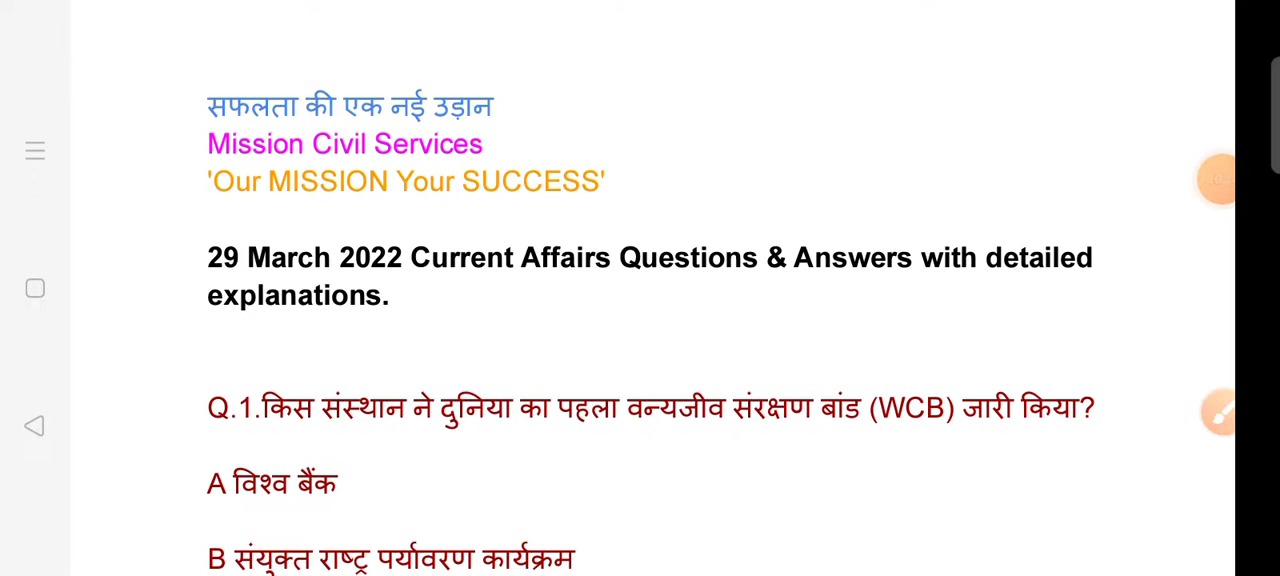 सफलता की एक नई उड़ान
Mission Civil Services
'Our MISSION Your SUCCESS'
29 March 2022 Current Affairs Questions & Answers with detailed
explanations.
Q.1.किस संस्थान ने दुनिया का पहला वन्यजीव संरक्षण बांड (WCB) जारी किया?
A विश्व बैंक
B संयुक्त राष्ट्र पर्यावरण कार्यक्रम